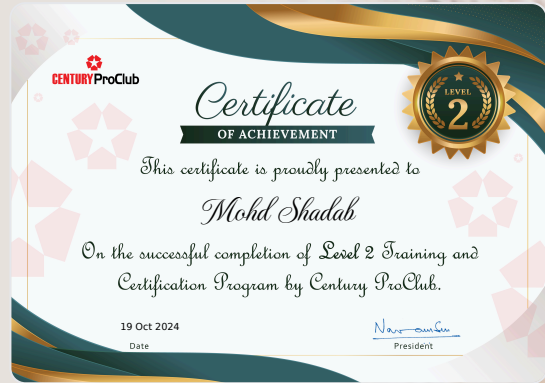 CENTURY ProClub
Certificate
OF ACHIEVEMENT
LEVEL
2
This certificate is proudly presented to
Mohd Shadab
On the successful completion of Level 2 Training and
Certification Program by Century ProClub.
19 Oct 2024
Date
President